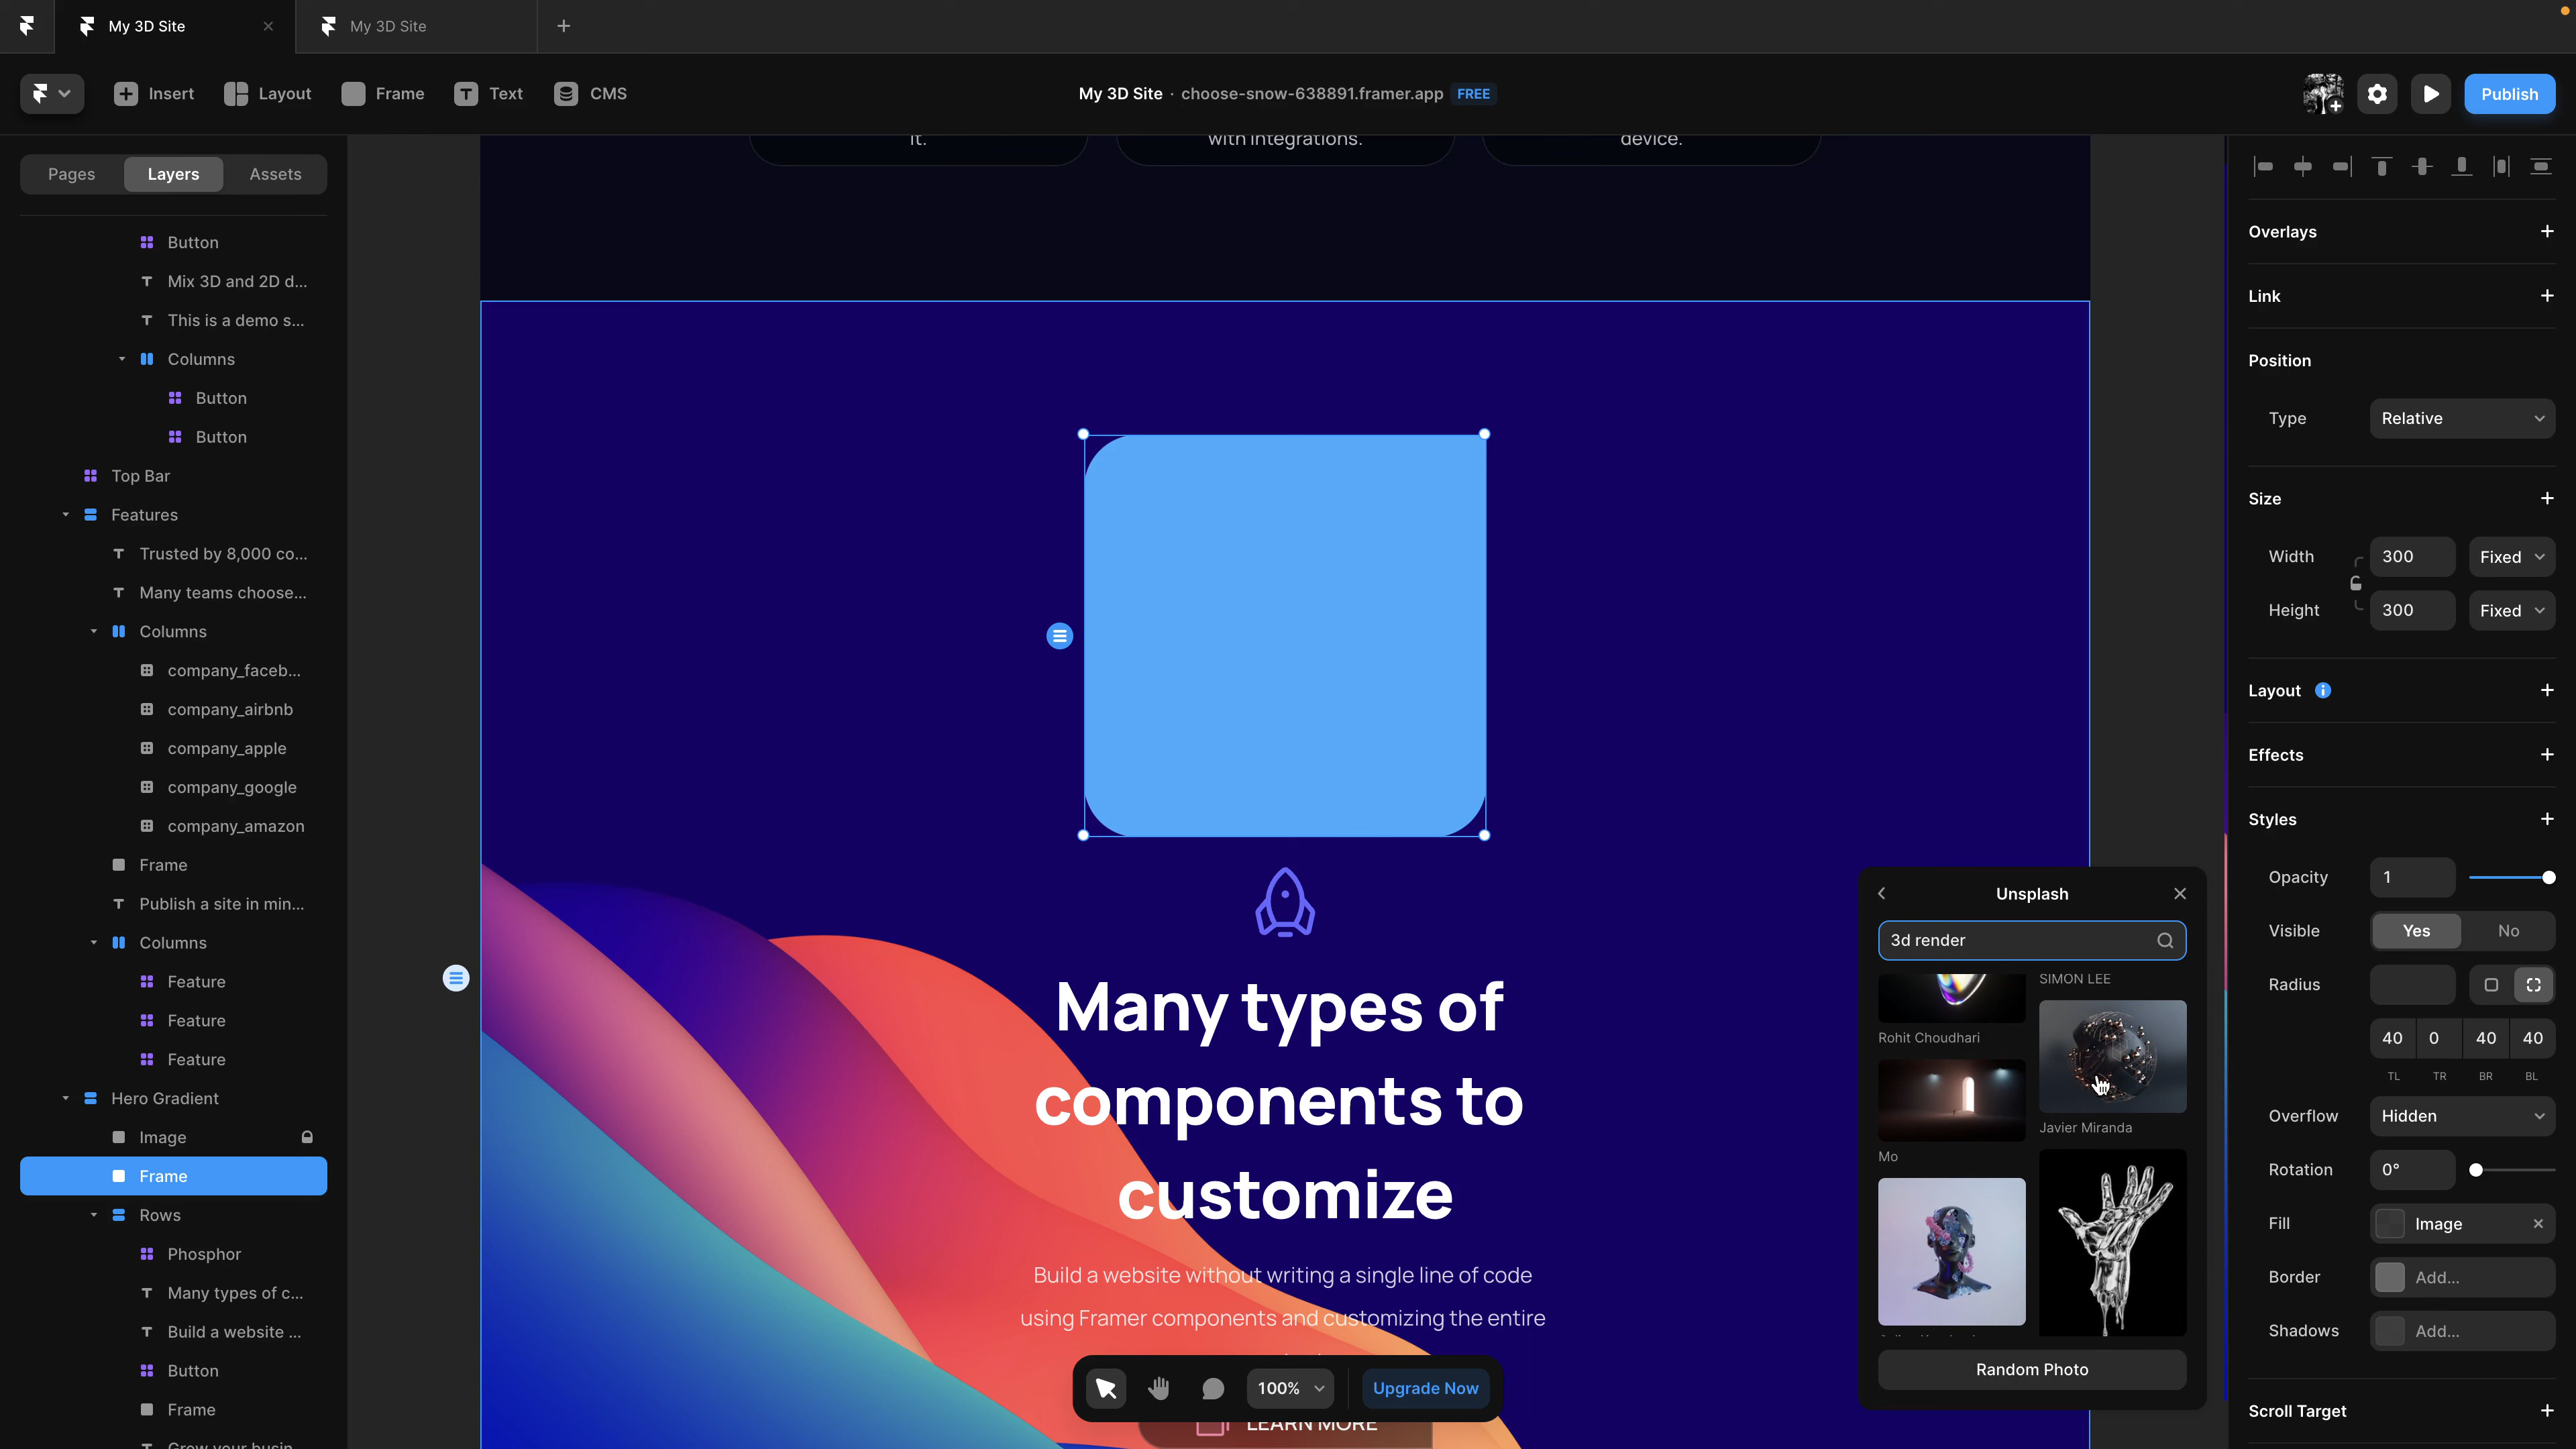 My 3D Site
My 3D Site
Insert
Layout
Frame
Text
CMS
My 3D Site · choose-snow-638891.framer.app FREE
Publish
Pages
Layers
Assets
Button
Mix 3D and 2D d...
This is a demo s...
Columns
Button
Button
Top Bar
Features
Trusted by 8,000 co...
Many teams choose...
Columns
company_faceb...
company_airbnb
company_apple
company_google
company_amazon
Frame
Publish a site in min...
Columns
Feature
Feature
Feature
Hero Gradient
Image
Frame
Rows
Phosphor
Many types of c...
Build a website ...
Button
Frame
Grow your busin
it.
with integrations.
device.
Many types of
components to
customize
Build a website without writing a single line of code
using Framer components and customizing the entire
LEARN MORE
100%
Upgrade Now
Unsplash
3d render
SIMON LEE
Rohit Choudhari
Javier Miranda
Mo
Random Photo
Overlays
Link
Position
Type
Relative
Size
Width
300
Fixed
Height
300
Fixed
Layout
Effects
Styles
Opacity
1
Visible
Yes
No
Radius
40
0
40
40
TL
TR
BR
BL
Overflow
Hidden
Rotation
0°
Fill
Image
Border
Add...
Shadows
Add...
Scroll Target